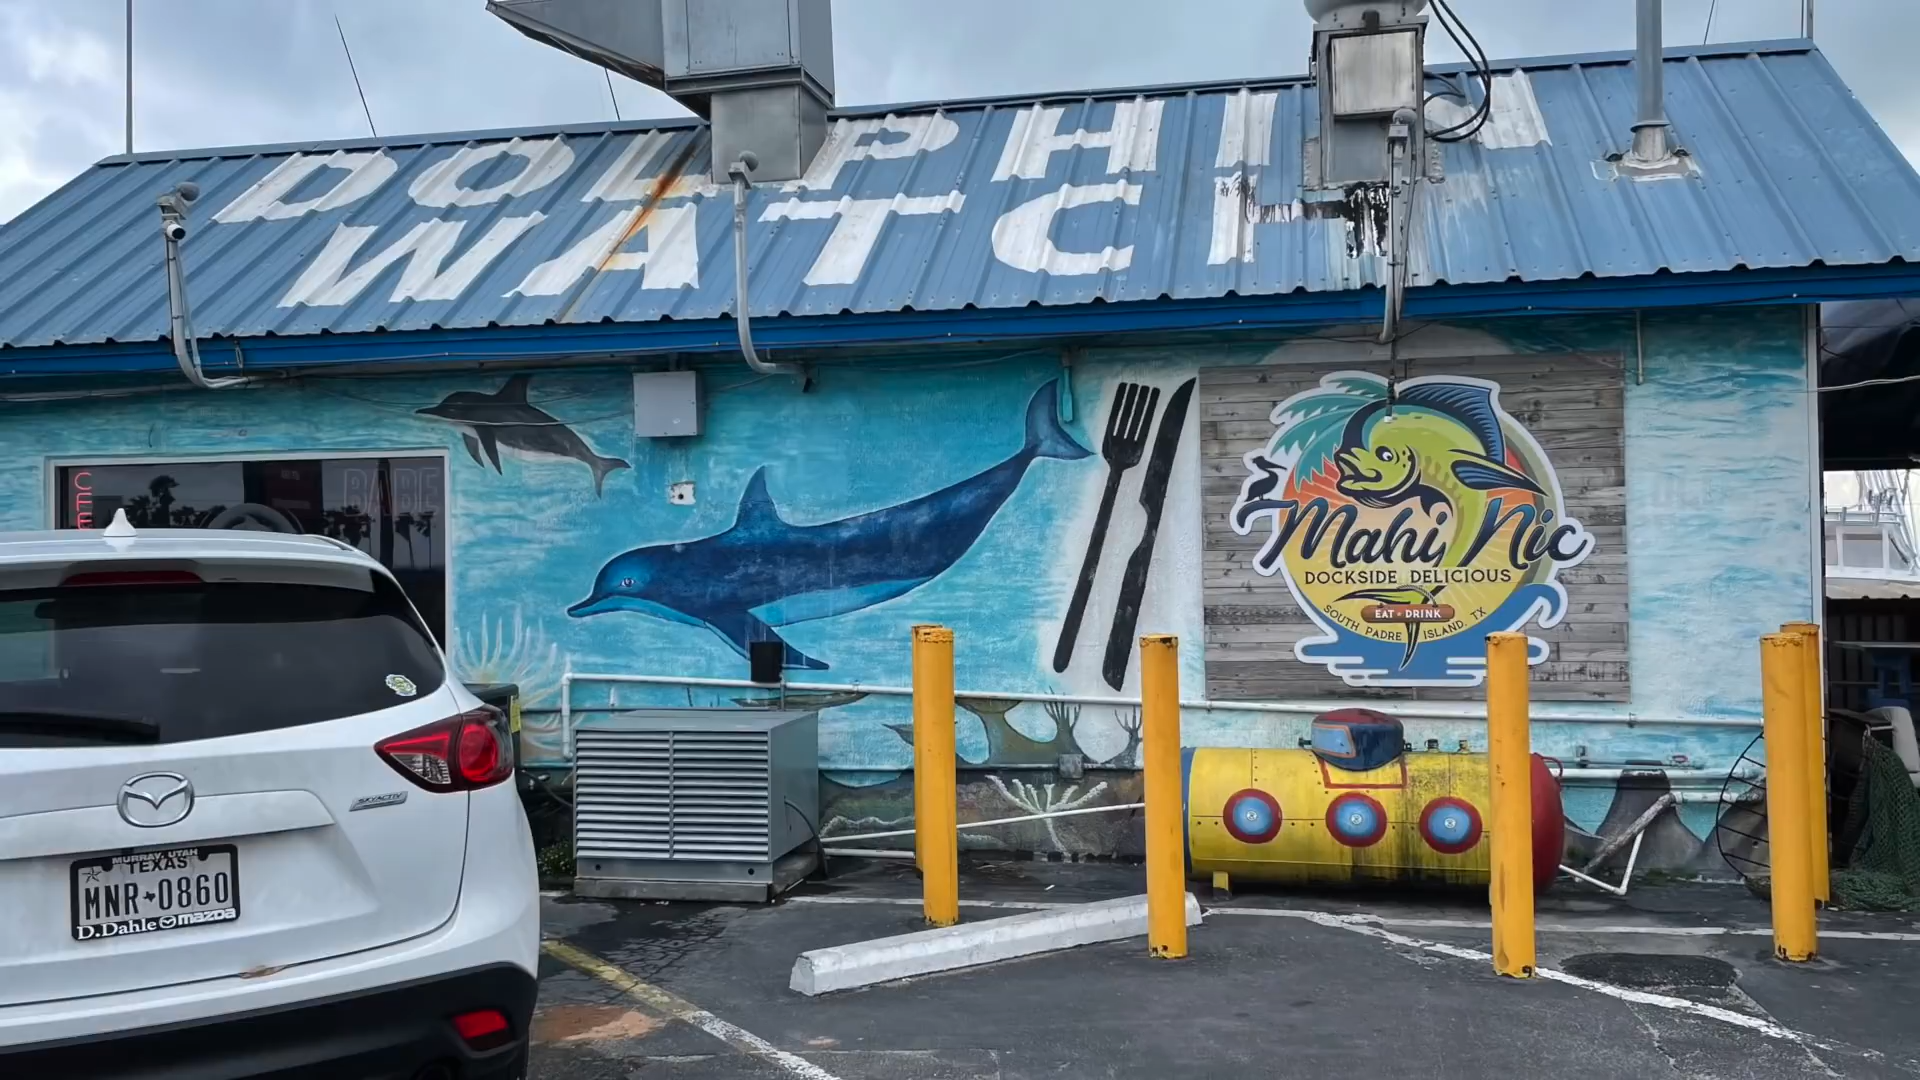 DOLPHIN
WATCH
BABE
Mahi Nic
DOCKSIDE DELICIOUS
EAT • DRINK
SOUTH PADRE ISLAND, TX
SKYACTIV
MURRAY, UTAH
TEXAS
MNR 0860
D.Dahle mazda